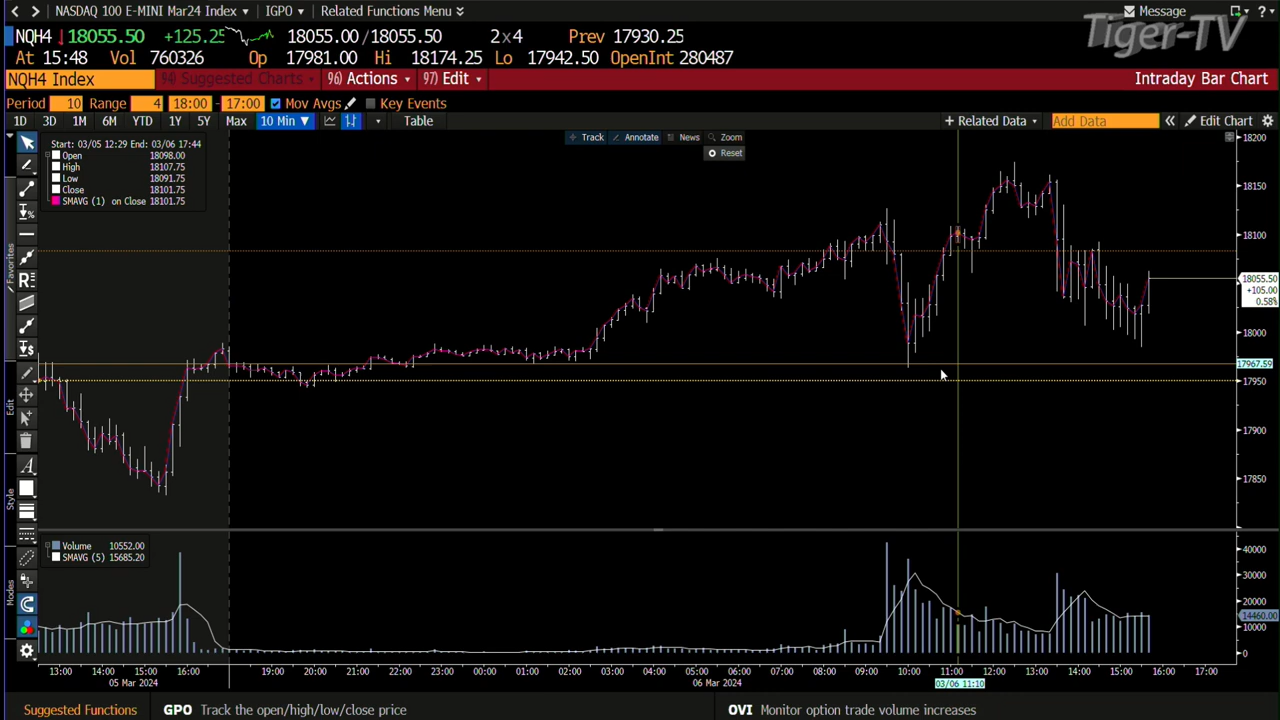 NASDAQ 100 E-MINI Mar24 Index IGPO Related Functions Menu Message
Tiger-TV
NQH4 18055.50 +125.25 18055.00/18055.50 2x4 Prev 17930.25
At 15:48 Vol 760326 Op 17981.00 Hi 18174.25 Lo 17942.50 OpenInt 280487
NQH4 Index 94) Suggested Charts 96) Actions 97) Edit Intraday Bar Chart
Period 10 Range 4 18:00 - 17:00 Mov Avgs Key Events
1D 3D 1M 6M YTD 1Y 5Y Max 10 Min Table + Related Data Add Data « Edit Chart
Track Annotate News Zoom
Reset
Start: 03/05 12:29 End: 03/06 17:44
Open 18098.00
High 18107.75
Low 18091.75
Close 18101.75
SMAVG (1) on Close 18101.75
18200
18150
18100
18055.50
+105.00
0.58%
18000
17967.59
17950
17900
17850
Favorites
Edit
Style
Modes
Volume 10552.00
SMAVG (5) 15685.20
40000
30000
20000
14460.00
10000
0
13:00 14:00 15:00 16:00 19:00 20:00 21:00 22:00 23:00 00:00 01:00 02:00 03:00 04:00 05:00 06:00 07:00 08:00 09:00 10:00 11:00 12:00 13:00 14:00 15:00 16:00 17:00
05 Mar 2024 06 Mar 2024 03/06 11:10
Suggested Functions GPO Track the open/high/low/close price OVI Monitor option trade volume increases